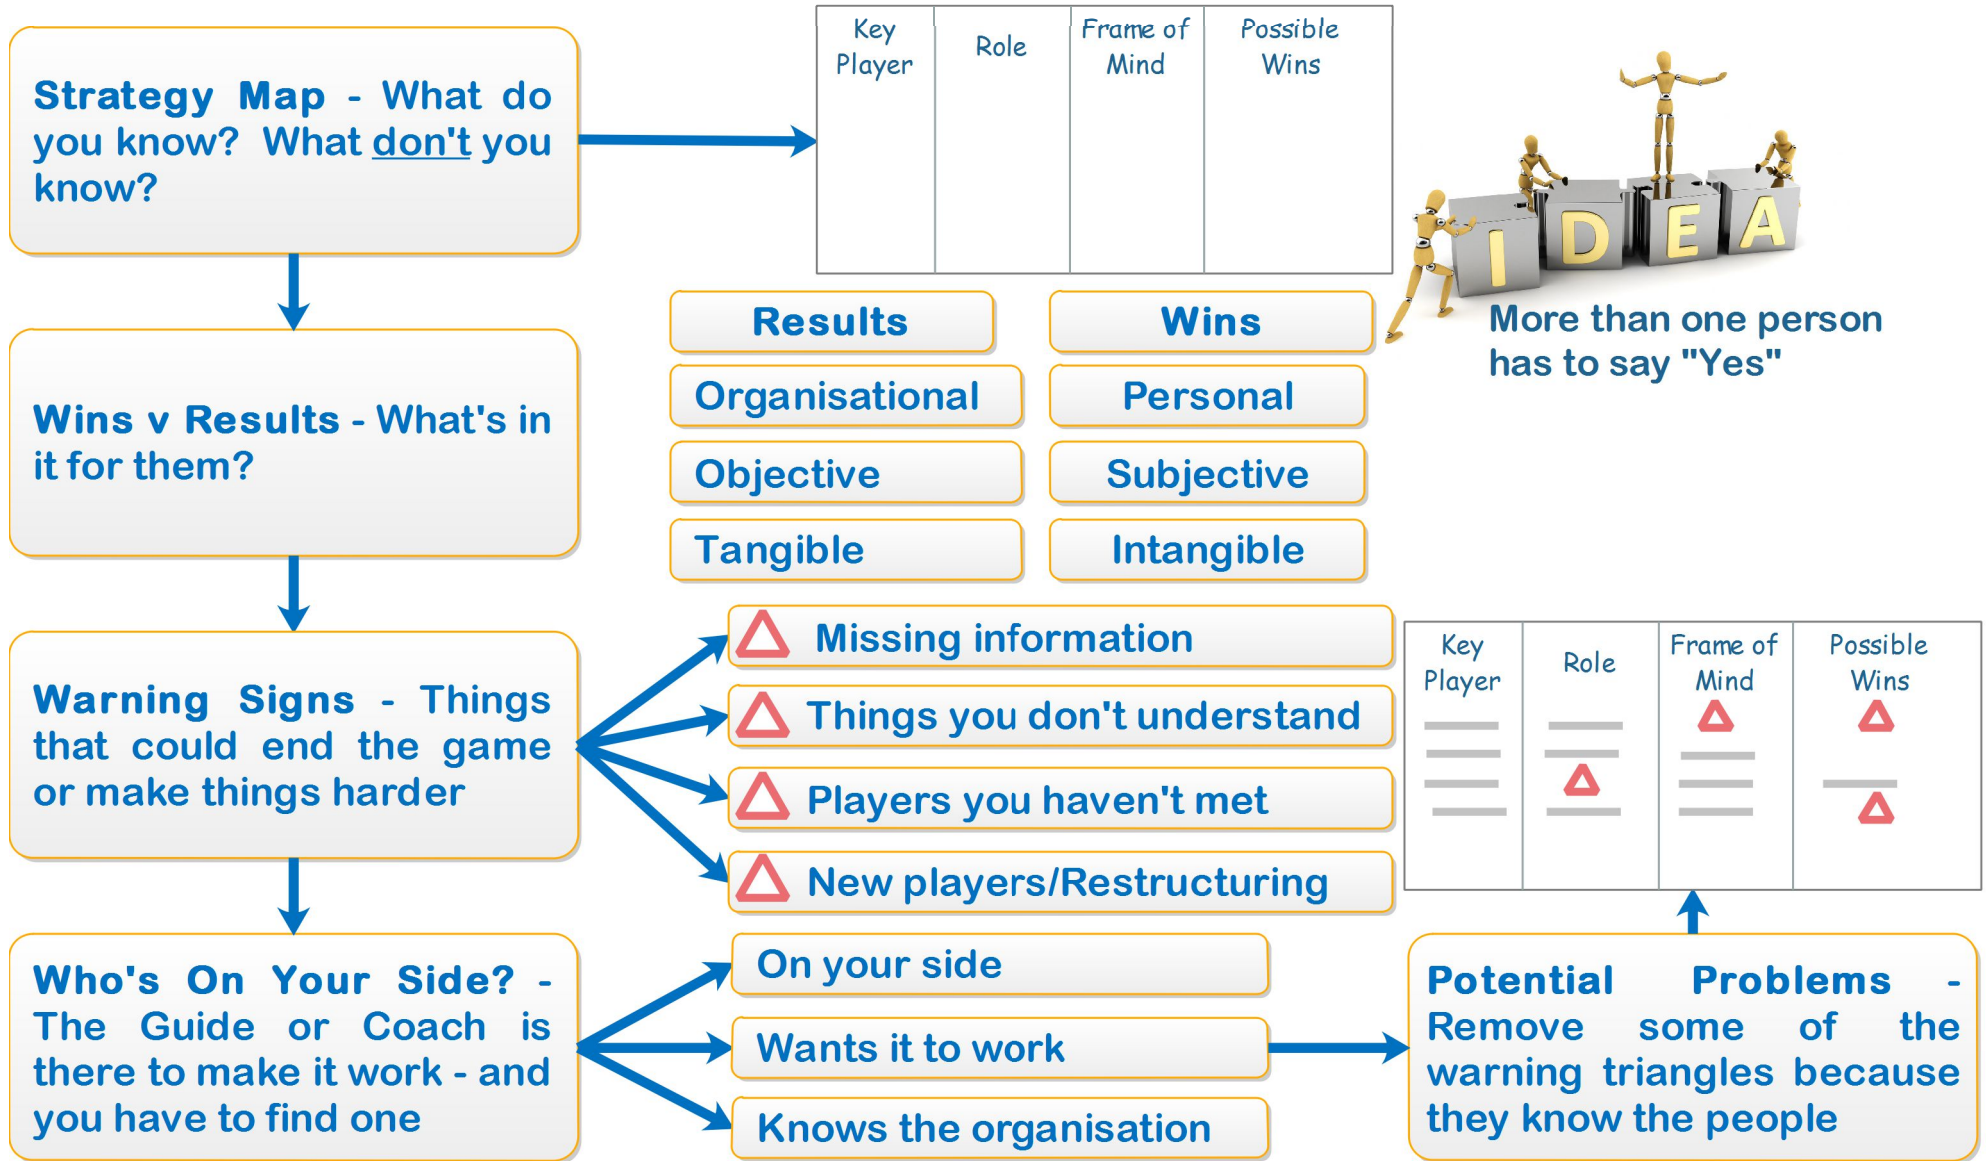 Strategy Map - What do
you know? What don't you
know?
Key
Player
Role
Frame of
Mind
Possible
Wins
IDEA
More than one person
has to say "Yes"
Wins v Results - What's in
it for them?
Results
Wins
Organisational
Personal
Objective
Subjective
Tangible
Intangible
Warning Signs - Things
that could end the game
or make things harder
Missing information
Things you don't understand
Players you haven't met
New players/Restructuring
Key
Player
Role
Frame of
Mind
Possible
Wins
Who's On Your Side? -
The Guide or Coach is
there to make it work - and
you have to find one
On your side
Wants it to work
Knows the organisation
Potential Problems -
Remove some of the
warning triangles because
they know the people